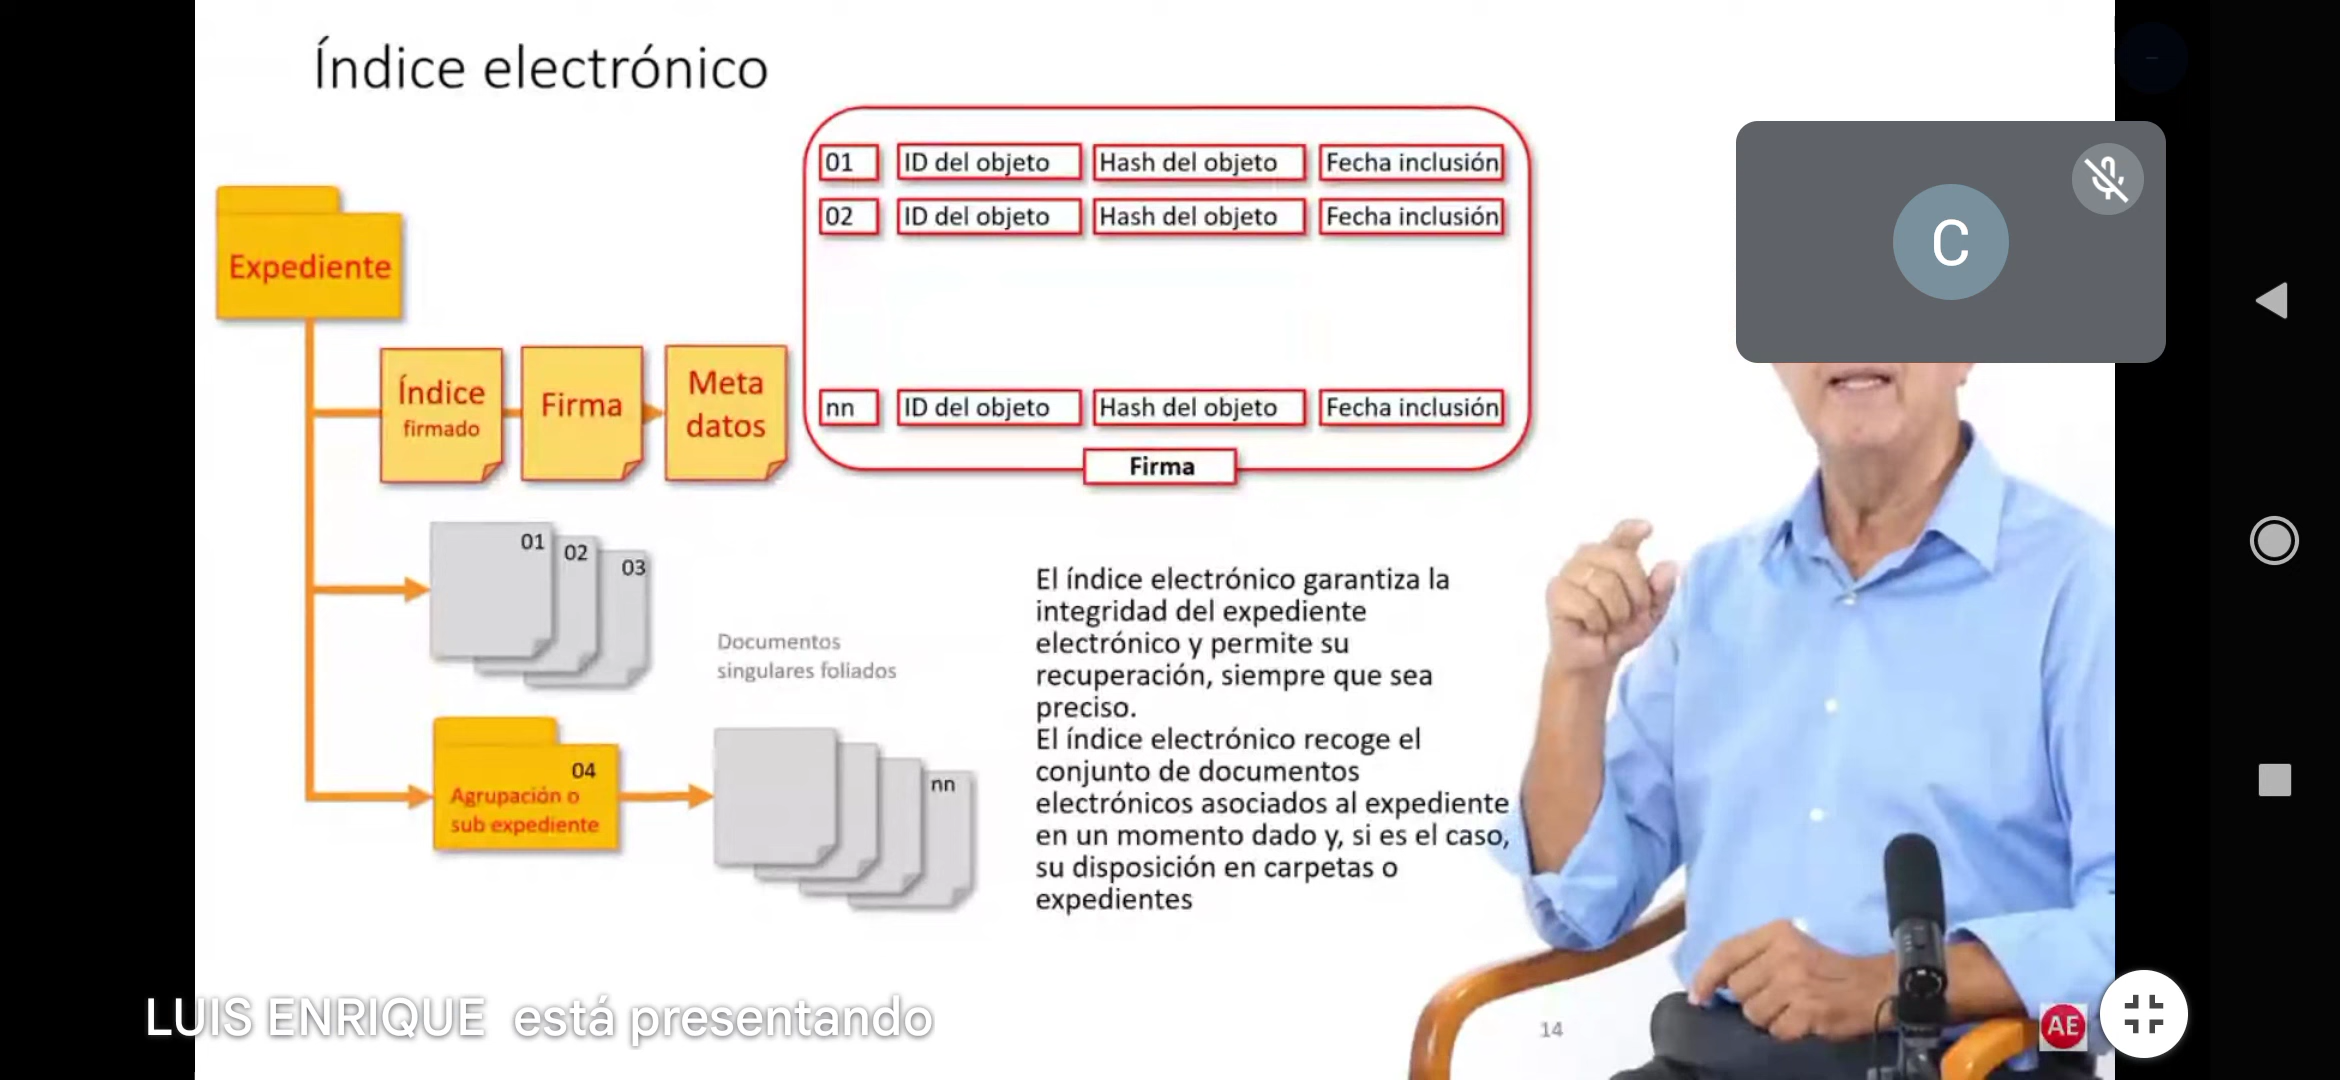 Índice electrónico
01 ID del objeto Hash del objeto Fecha inclusión
02 ID del objeto Hash del objeto Fecha inclusión
nn ID del objeto Hash del objeto Fecha inclusión
Firma
Expediente
Índice
firmado
Firma
Meta
datos
01
02
03
Documentos
singulares foliados
04
Agrupación o
sub expediente
nn
El índice electrónico garantiza la
integridad del expediente
electrónico y permite su
recuperación, siempre que sea
preciso.
El índice electrónico recoge el
conjunto de documentos
electrónicos asociados al expediente
en un momento dado y, si es el caso,
su disposición en carpetas o
expedientes
C
LUIS ENRIQUE está presentando
14
AE